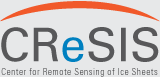 CReSIS
Center for Remote Sensing of Ice Sheets